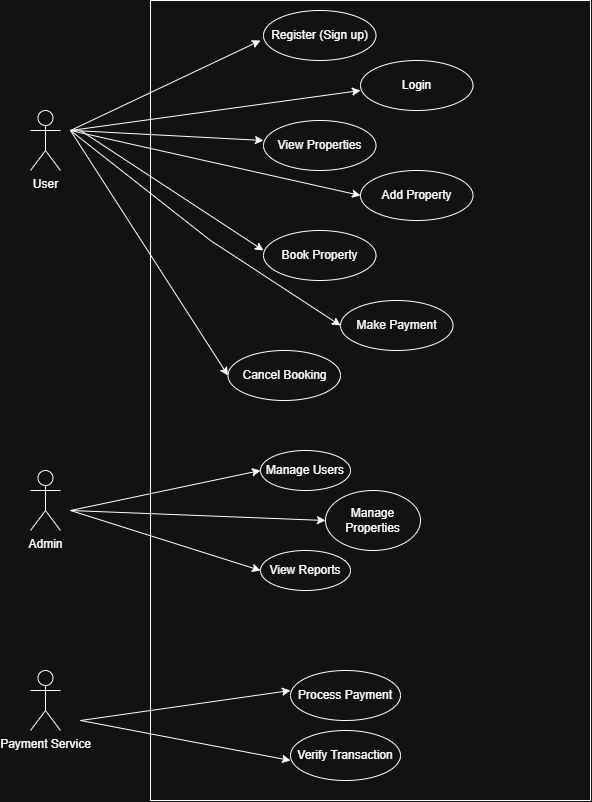 Register (Sign up)
Login
View Properties
User
Add Property
Book Property
Make Payment
Cancel Booking
Manage Users
Manage
Properties
Admin
View Reports
Process Payment
Payment Service
Verify Transaction